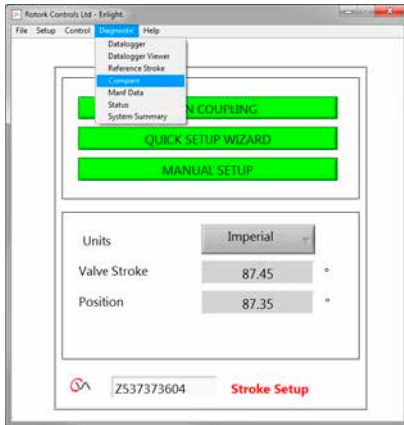 Rotork Controls Ltd - Enlight.
File Setup Control Diagnostic Help
Datalogger
Datalogger Viewer
Reference Stroke
Compare
Manf Data
Status
System Summary
N COUPLING
QUICK SETUP WIZARD
MANUAL SETUP
Units Imperial
Valve Stroke 87.45 °
Position 87.35 °
Z537373604 Stroke Setup